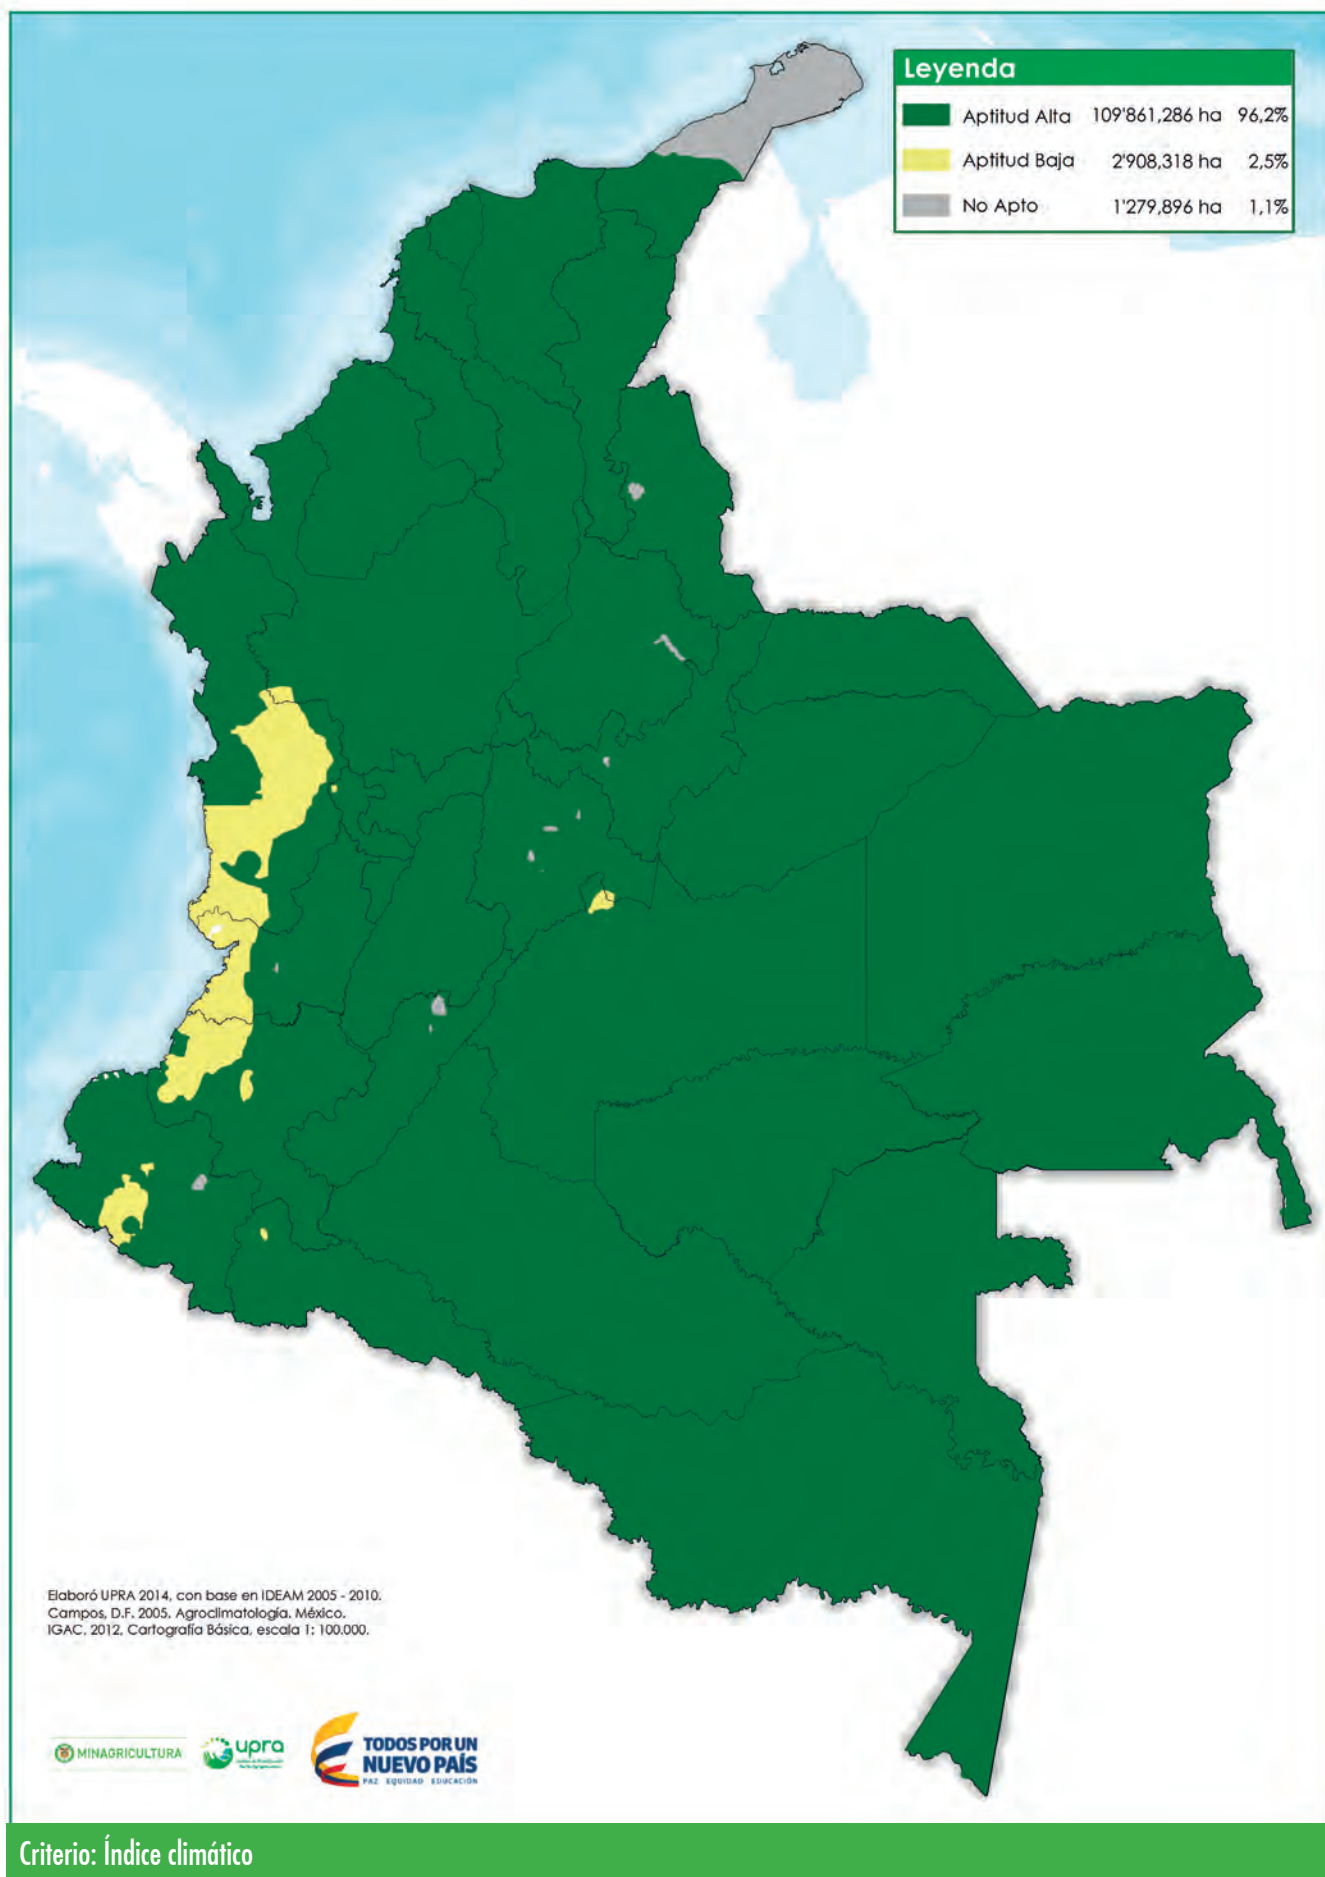 Leyenda
Aptitud Alta 109'861,286 ha 96,2%
Aptitud Baja 2'908,318 ha 2,5%
No Apto 1'279,896 ha 1,1%
Elaboró UPRA 2014, con base en IDEAM 2005 - 2010.
Campos, D.F. 2005. Agroclimatología. México.
IGAC, 2012, Cartografía Básica, escala 1: 100.000.
MINAGRICULTURA
upra
TODOS POR UN
NUEVO PAÍS
PAZ EQUIDAD EDUCACIÓN
Criterio: Índice climático